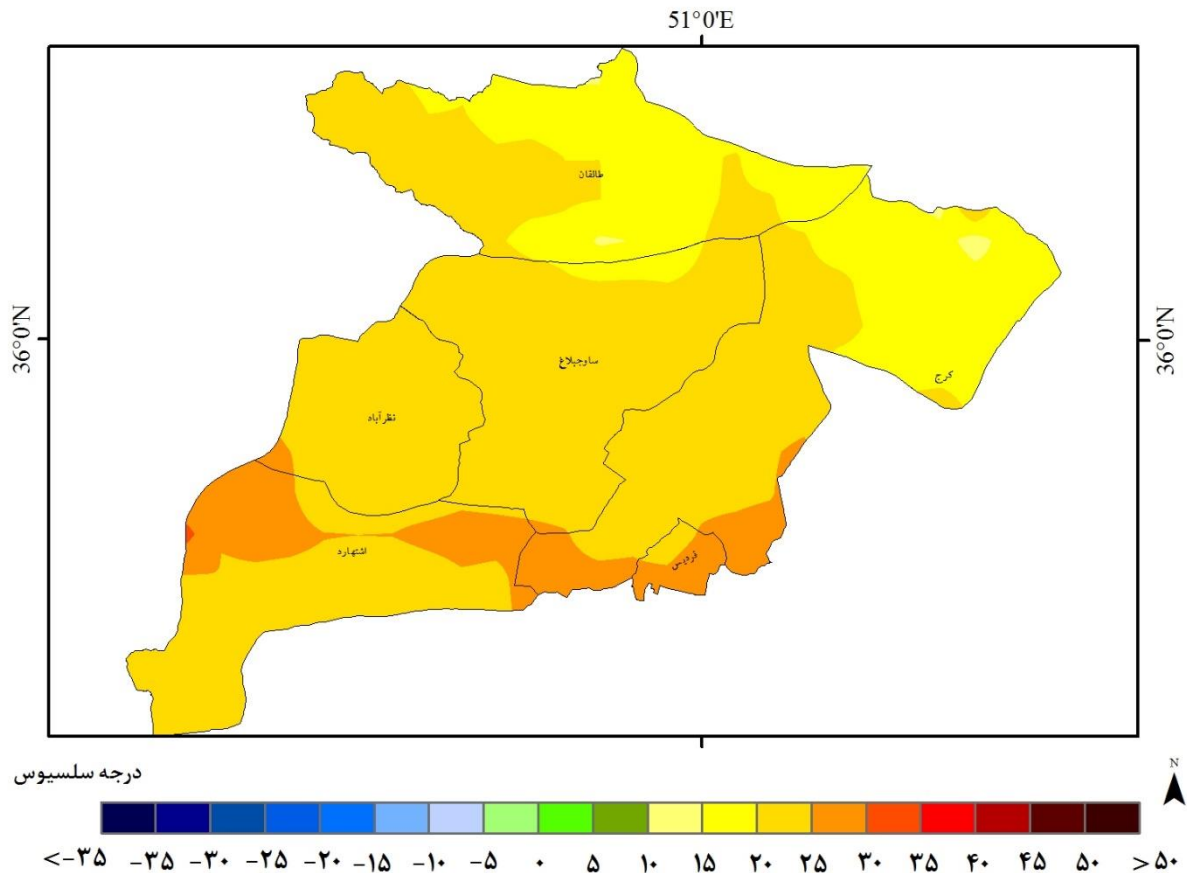 51°0'E
طالقان
36°0'N
36°0'N
ساوجبلاغ
کرج
نظرآباد
اشتهارد
فردیس
درجه سلسیوس
N
<-۳۵ -۳۵ -۳۰ -۲۵ -۲۰ -۱۵ -۱۰ -۵ ۰ ۵ ۱۰ ۱۵ ۲۰ ۲۵ ۳۰ ۳۵ ۴۰ ۴۵ ۵۰ >۵۰